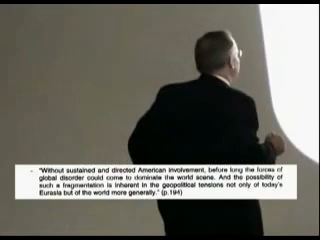 - "Without sustained and directed American involvement, before long the forces of
global disorder could come to dominate the world scene. And the possibility of
such a fragmentation is inherent in the geopolitical tensions not only of today's
Eurasia but of the world more generally." (p.194)